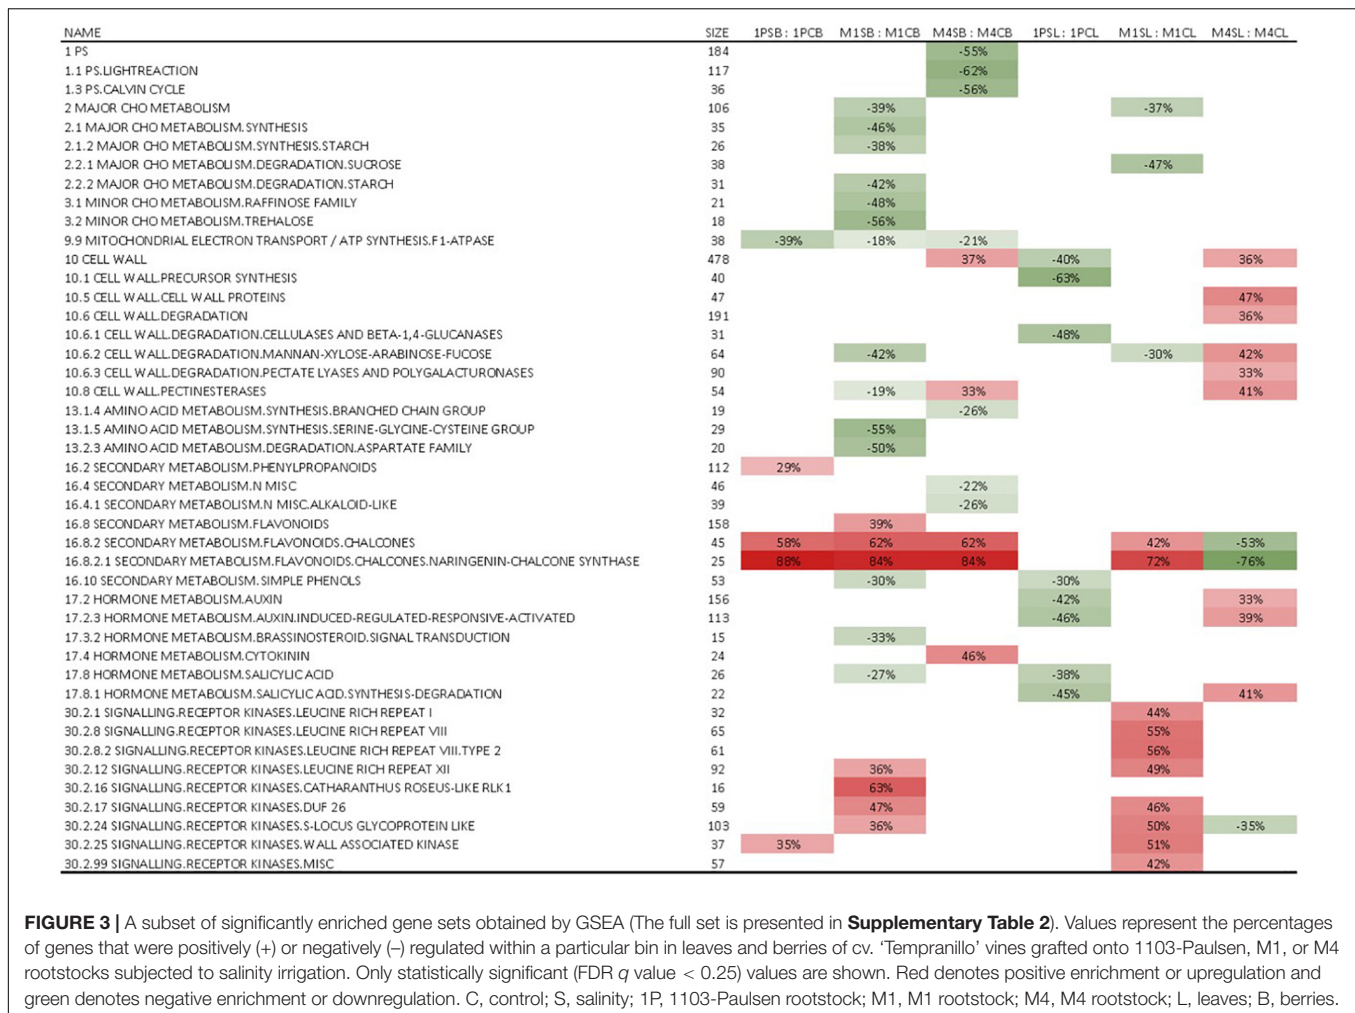 NAME SIZE 1PSB : 1PCB M1SB : M1CB M4SB : M4CB 1PSL : 1PCL M1SL : M1CL M4SL : M4CL
1 PS 184 -55%
1.1 PS.LIGHTREACTION 117 -62%
1.3 PS.CALVIN CYCLE 36 -56%
2 MAJOR CHO METABOLISM 106 -39% -37%
2.1 MAJOR CHO METABOLISM.SYNTHESIS 35 -46%
2.1.2 MAJOR CHO METABOLISM.SYNTHESIS.STARCH 26 -38%
2.2.1 MAJOR CHO METABOLISM.DEGRADATION.SUCROSE 38 -47%
2.2.2 MAJOR CHO METABOLISM.DEGRADATION.STARCH 31 -42%
3.1 MINOR CHO METABOLISM.RAFFINOSE FAMILY 21 -48%
3.2 MINOR CHO METABOLISM.TREHALOSE 18 -56%
9.9 MITOCHONDRIAL ELECTRON TRANSPORT / ATP SYNTHESIS.F1-ATPASE 38 -39% -18% -21%
10 CELL WALL 478 37% -40% 36%
10.1 CELL WALL.PRECURSOR SYNTHESIS 40 -63%
10.5 CELL WALL.CELL WALL PROTEINS 47 47%
10.6 CELL WALL.DEGRADATION 191 36%
10.6.1 CELL WALL.DEGRADATION.CELLULASES AND BETA-1,4-GLUCANASES 31 -48%
10.6.2 CELL WALL.DEGRADATION.MANNAN-XYLOSE-ARABINOSE-FUCOSE 64 -42% -30% 42%
10.6.3 CELL WALL.DEGRADATION.PECTATE LYASES AND POLYGALACTURONASES 90 33%
10.8 CELL WALL.PECTINESTERASES 54 -19% 33% 41%
13.1.4 AMINO ACID METABOLISM.SYNTHESIS.BRANCHED CHAIN GROUP 19 -26%
13.1.5 AMINO ACID METABOLISM.SYNTHESIS.SERINE-GLYCINE-CYSTEINE GROUP 29 -55%
13.2.3 AMINO ACID METABOLISM.DEGRADATION.ASPARTATE FAMILY 20 -50%
16.2 SECONDARY METABOLISM.PHENYLPROPANOIDS 112 29%
16.4 SECONDARY METABOLISM.N MISC 46 -22%
16.4.1 SECONDARY METABOLISM.N MISC.ALKALOID-LIKE 39 -26%
16.8 SECONDARY METABOLISM.FLAVONOIDS 158 39%
16.8.2 SECONDARY METABOLISM.FLAVONOIDS.CHALCONES 45 58% 62% 62% 42% -53%
16.8.2.1 SECONDARY METABOLISM.FLAVONOIDS.CHALCONES.NARINGENIN-CHALCONE SYNTHASE 25 88% 84% 84% 72% -76%
16.10 SECONDARY METABOLISM.SIMPLE PHENOLS 53 -30% -30%
17.2 HORMONE METABOLISM.AUXIN 156 -42% 33%
17.2.3 HORMONE METABOLISM.AUXIN.INDUCED-REGULATED-RESPONSIVE-ACTIVATED 113 -46% 39%
17.3.2 HORMONE METABOLISM.BRASSINOSTEROID.SIGNAL TRANSDUCTION 15 -33%
17.4 HORMONE METABOLISM.CYTOKININ 24 46%
17.8 HORMONE METABOLISM.SALICYLIC ACID 26 -27% -38%
17.8.1 HORMONE METABOLISM.SALICYLIC ACID.SYNTHESIS-DEGRADATION 22 -45% 41%
30.2.1 SIGNALLING.RECEPTOR KINASES.LEUCINE RICH REPEAT I 32 44%
30.2.8 SIGNALLING.RECEPTOR KINASES.LEUCINE RICH REPEAT VIII 65 55%
30.2.8.2 SIGNALLING.RECEPTOR KINASES.LEUCINE RICH REPEAT VIII.TYPE 2 61 56%
30.2.12 SIGNALLING.RECEPTOR KINASES.LEUCINE RICH REPEAT XII 92 36% 49%
30.2.16 SIGNALLING.RECEPTOR KINASES.CATHARANTHUS ROSEUS-LIKE RLK1 16 63%
30.2.17 SIGNALLING.RECEPTOR KINASES.DUF 26 59 47% 46%
30.2.24 SIGNALLING.RECEPTOR KINASES.S-LOCUS GLYCOPROTEIN LIKE 103 36% 50% -35%
30.2.25 SIGNALLING.RECEPTOR KINASES.WALL ASSOCIATED KINASE 37 35% 51%
30.2.99 SIGNALLING.RECEPTOR KINASES.MISC 57 42%
FIGURE 3 | A subset of significantly enriched gene sets obtained by GSEA (The full set is presented in Supplementary Table 2). Values represent the percentages
of genes that were positively (+) or negatively (–) regulated within a particular bin in leaves and berries of cv. ‘Tempranillo’ vines grafted onto 1103-Paulsen, M1, or M4
rootstocks subjected to salinity irrigation. Only statistically significant (FDR q value < 0.25) values are shown. Red denotes positive enrichment or upregulation and
green denotes negative enrichment or downregulation. C, control; S, salinity; 1P, 1103-Paulsen rootstock; M1, M1 rootstock; M4, M4 rootstock; L, leaves; B, berries.